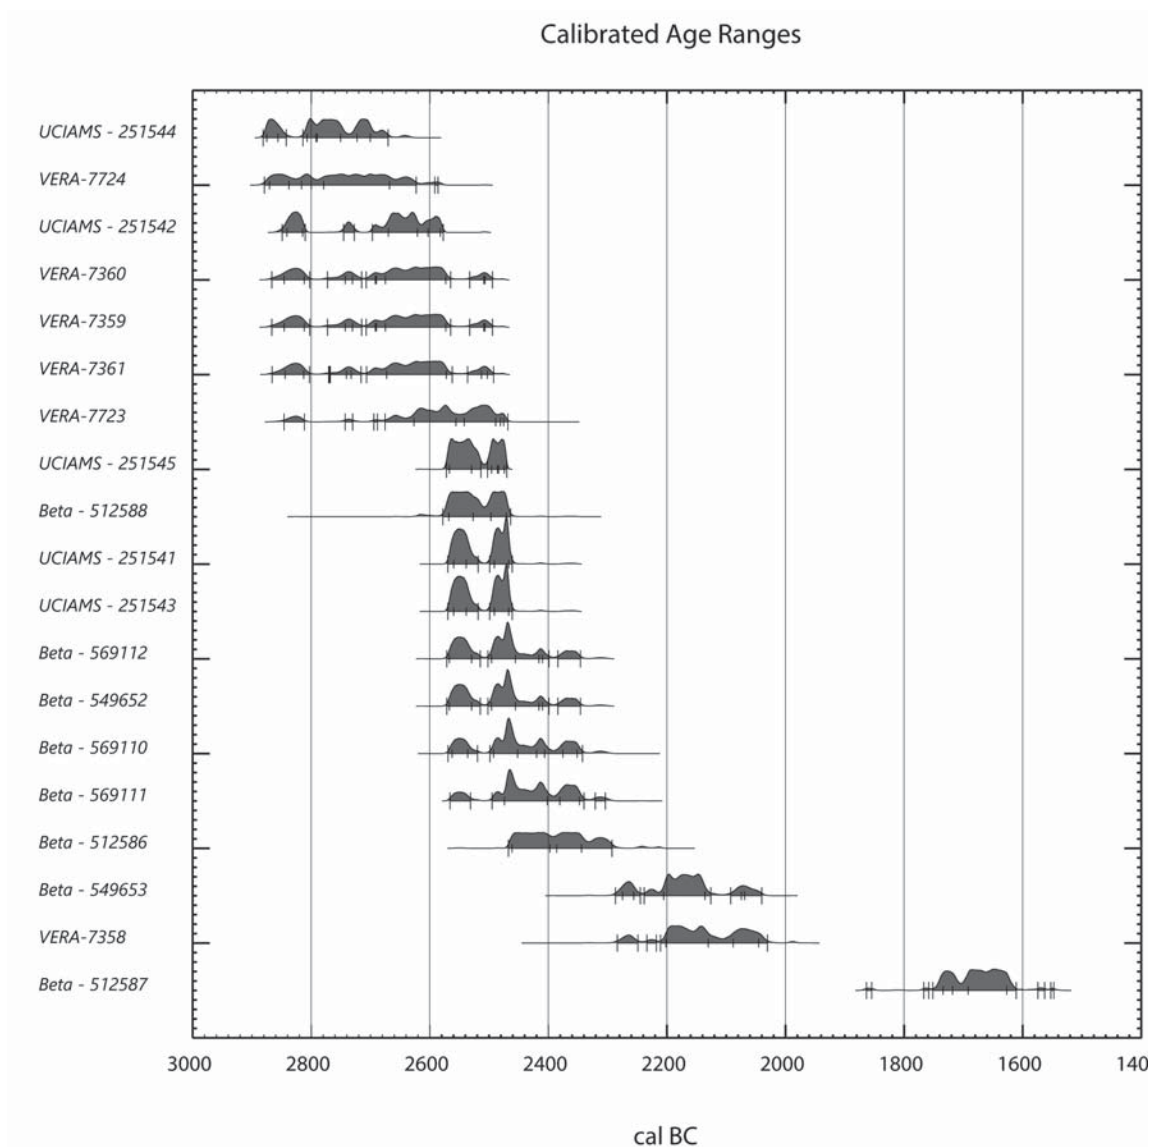 Calibrated Age Ranges
UCIAMS - 251544
VERA-7724
UCIAMS - 251542
VERA-7360
VERA-7359
VERA-7361
VERA-7723
UCIAMS - 251545
Beta - 512588
UCIAMS - 251541
UCIAMS - 251543
Beta - 569112
Beta - 549652
Beta - 569110
Beta - 569111
Beta - 512586
Beta - 549653
VERA-7358
Beta - 512587
3000 2800 2600 2400 2200 2000 1800 1600 140
cal BC